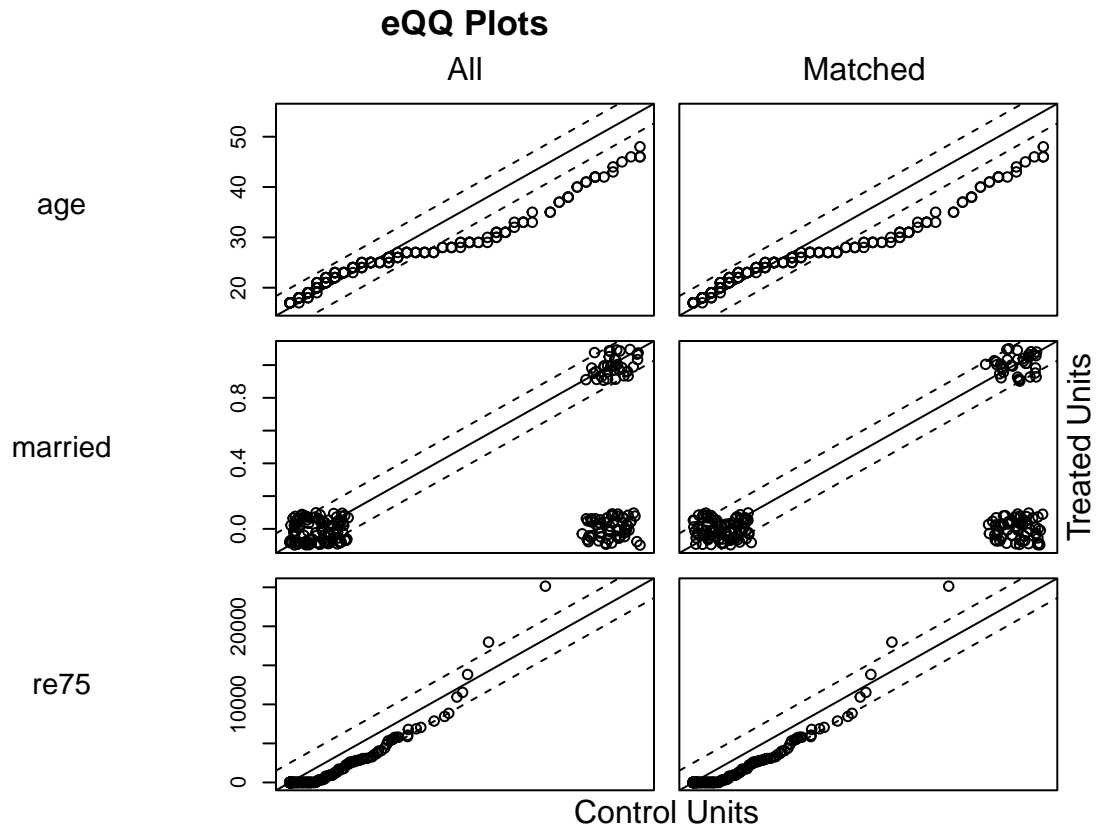 eQQ Plots
All
Matched
age
20
30
40
50
married
0.0
0.4
0.8
Treated Units
re75
0
10000
20000
Control Units